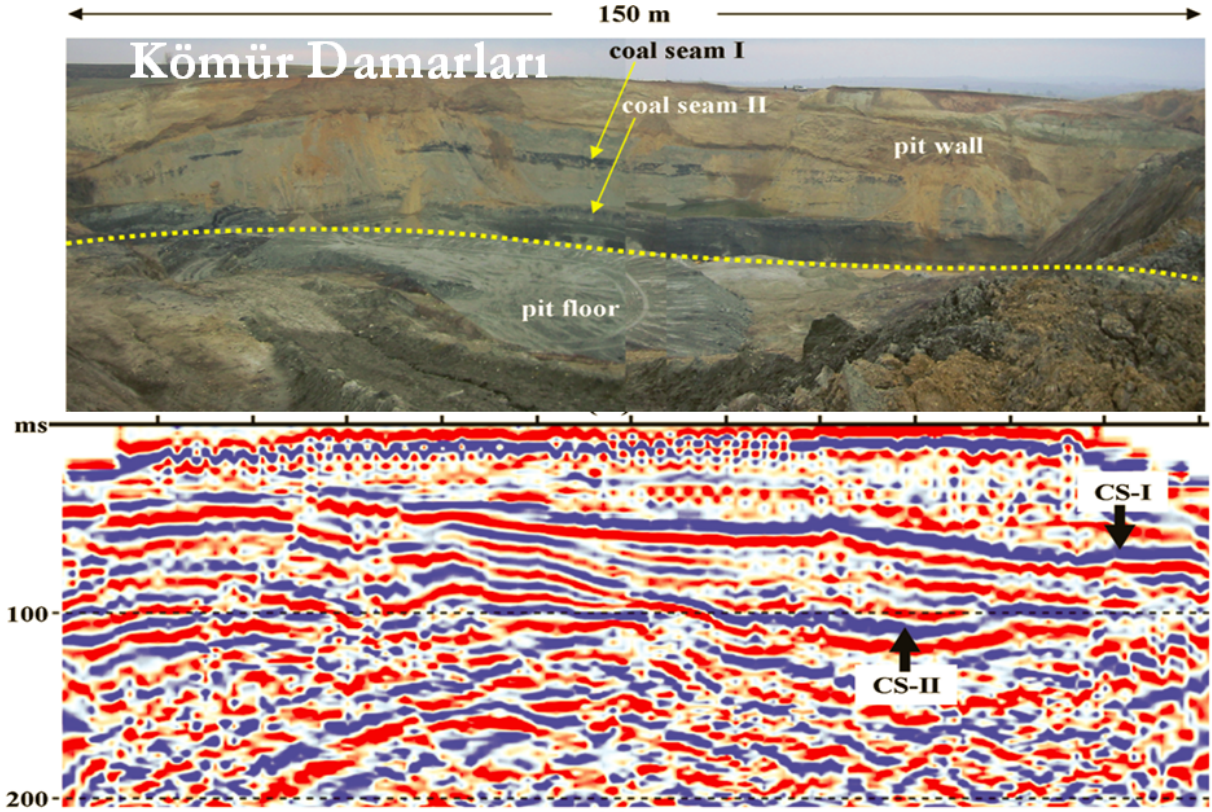 150 m
Kömür Damarları
coal seam I
coal seam II
pit wall
pit floor
ms
CS-I
100
CS-II
200